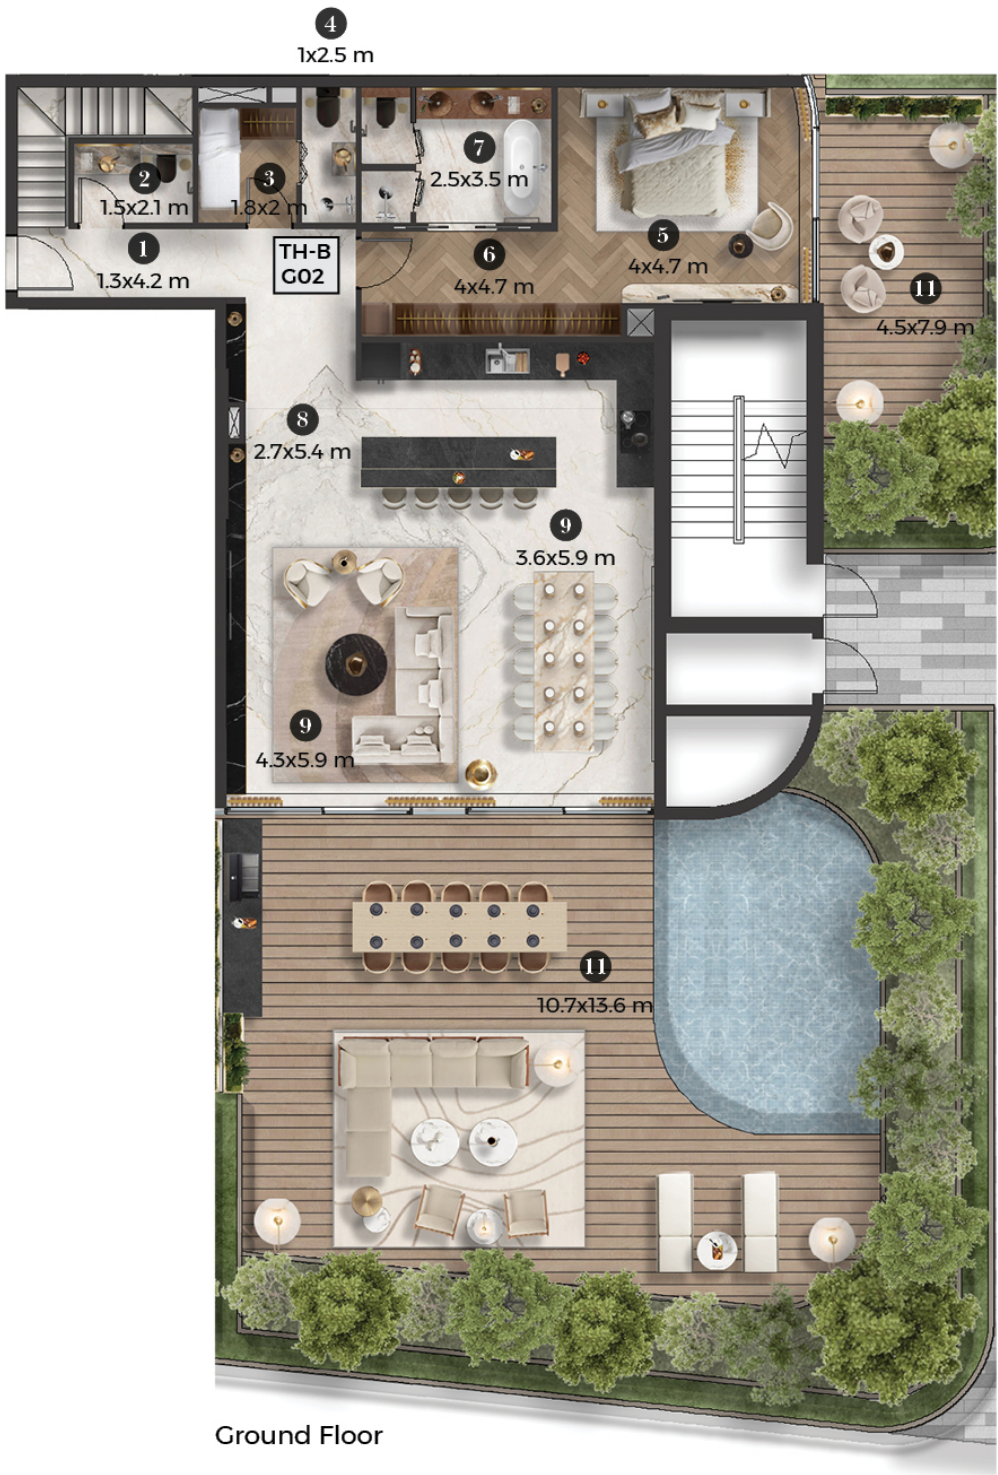 4
1x2.5 m
7
2.5x3.5 m
2
1.5x2.1 m
3
1.8x2 m
1
1.3x4.2 m
TH-B
G02
6
4x4.7 m
5
4x4.7 m
11
4.5x7.9 m
8
2.7x5.4 m
9
3.6x5.9 m
9
4.3x5.9 m
11
10.7x13.6 m
Ground Floor